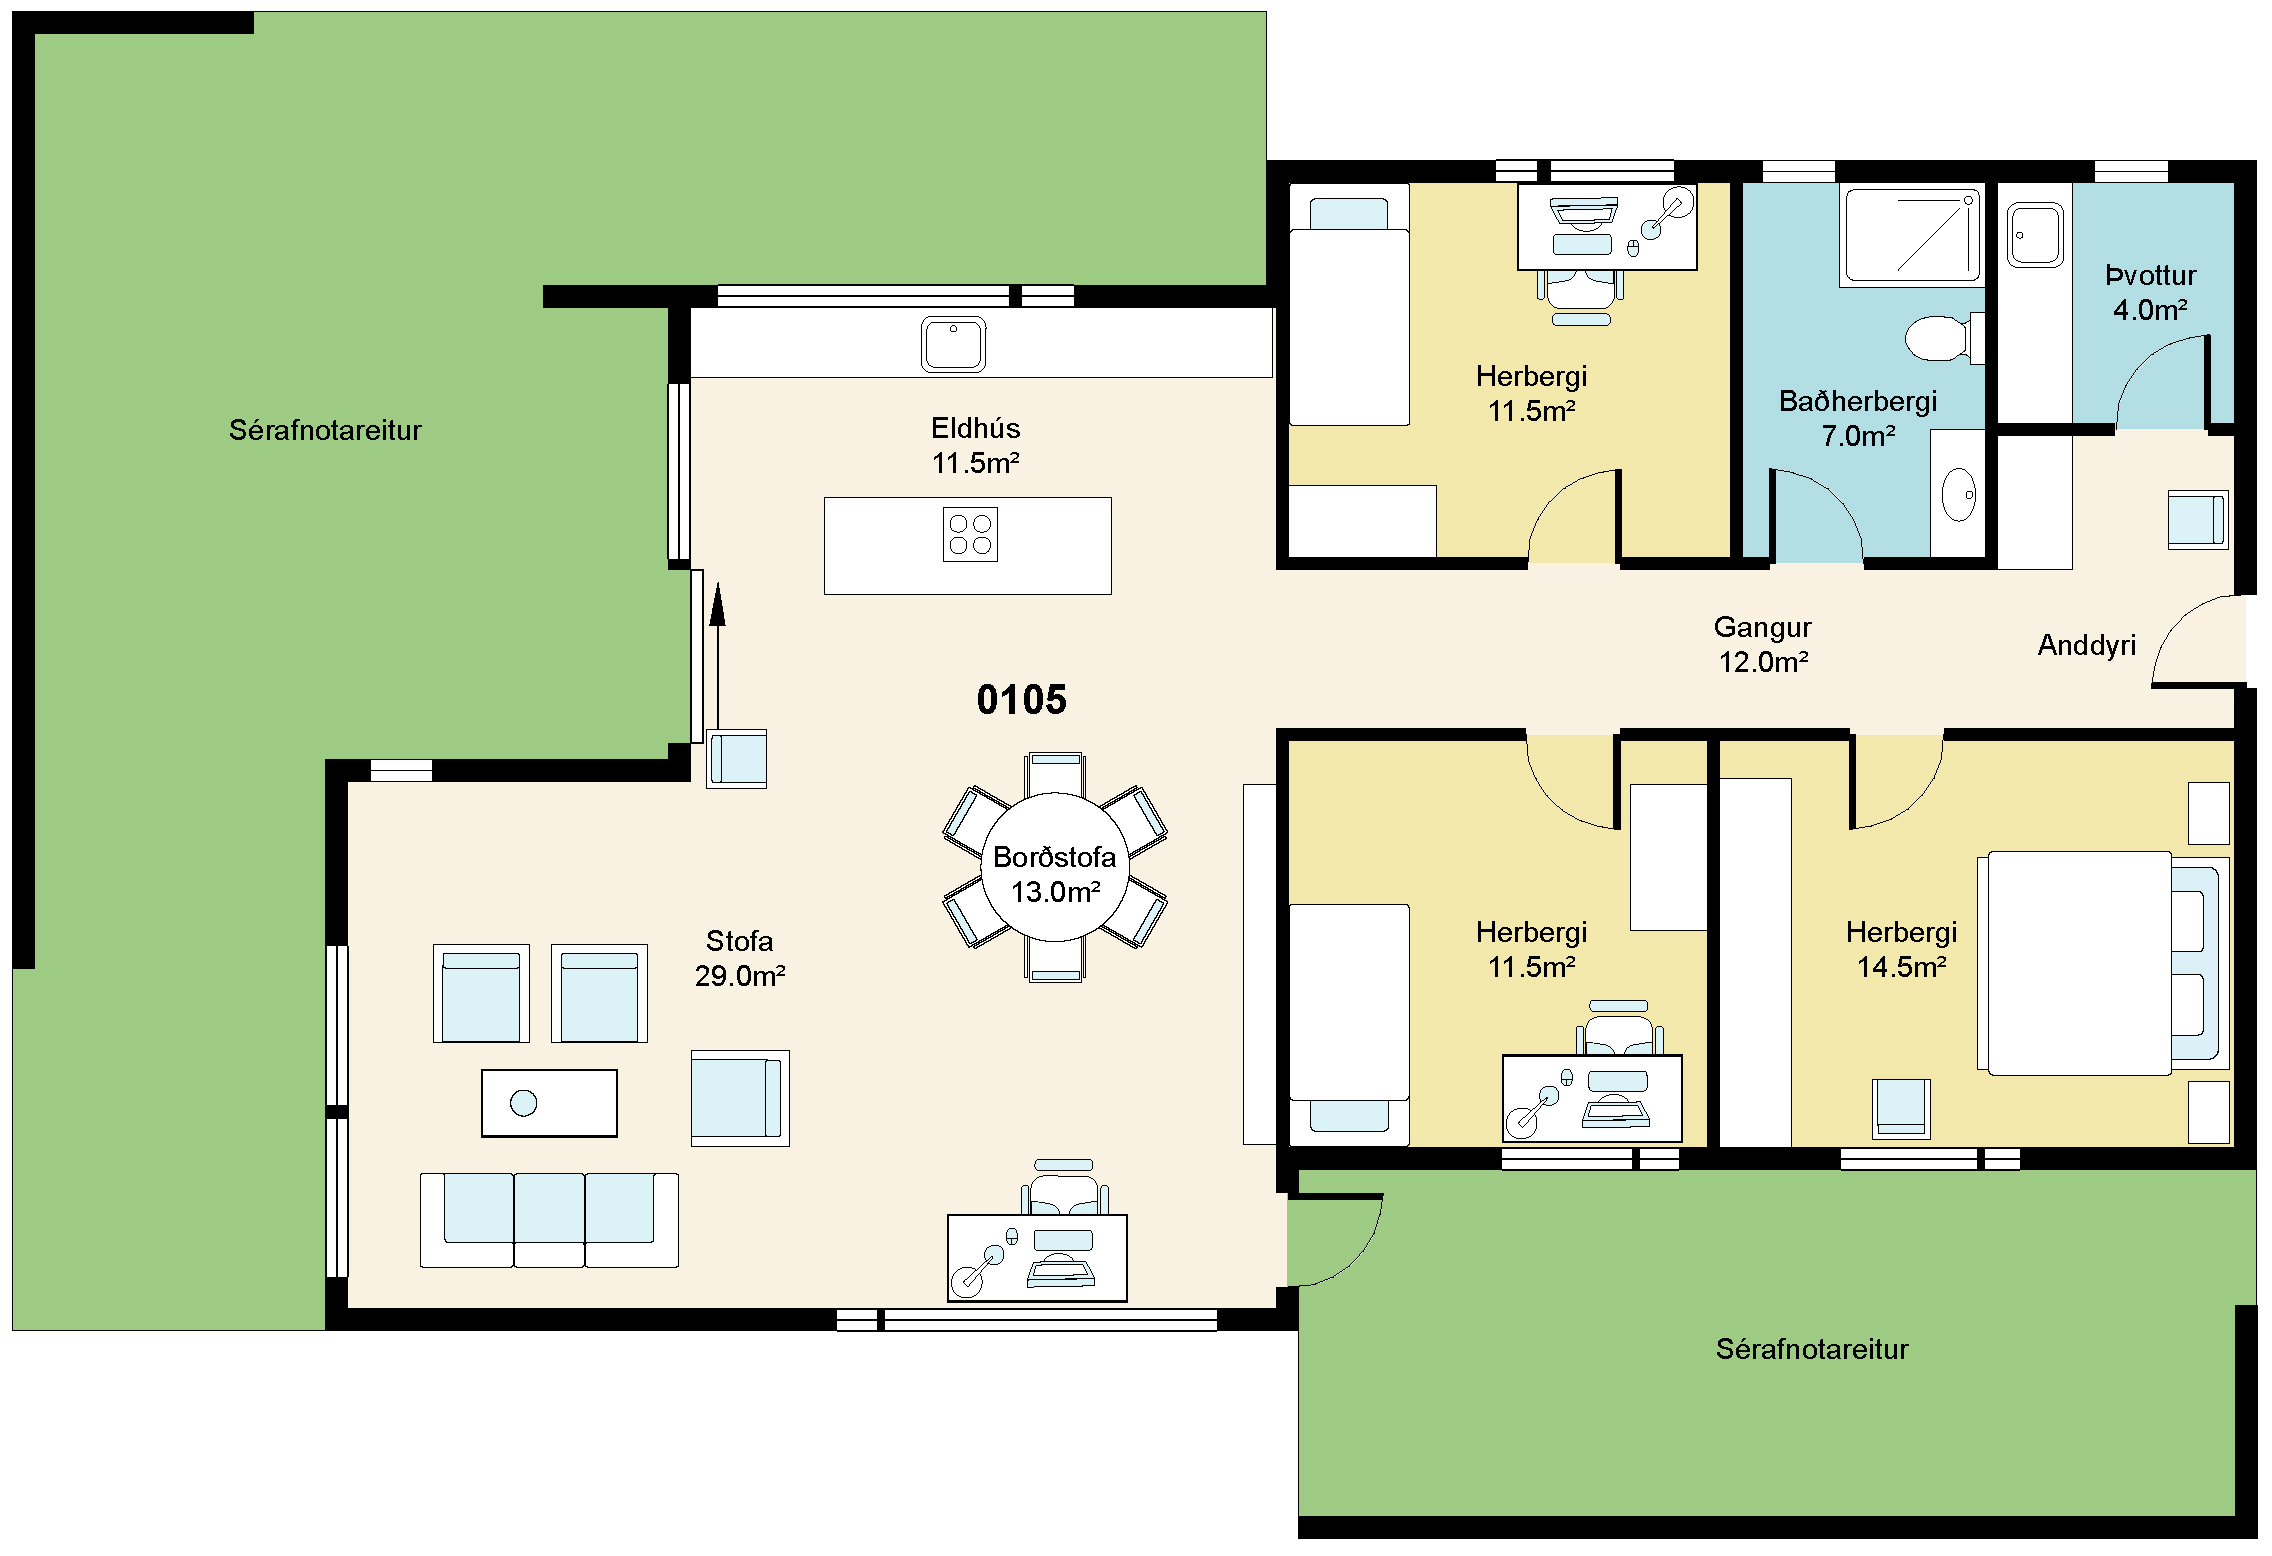 Þvottur
4.0m²
Herbergi
11.5m²
Baðherbergi
7.0m²
Sérafnotareitur
Eldhús
11.5m²
Gangur
12.0m²
Anddyri
0105
Borðstofa
13.0m²
Stofa
29.0m²
Herbergi
11.5m²
Herbergi
14.5m²
Sérafnotareitur